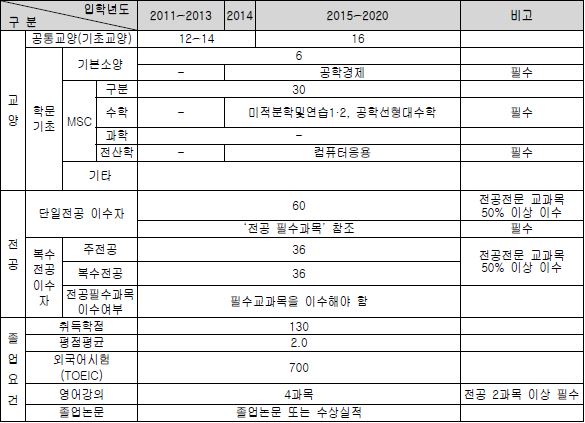 입학년도
구 분
2011-2013 2014 2015-2020 비고
교양
공통교양(기초교양) 12-14 16
학문기초
기본소양 6
- 공학경제 필수
MSC
구분 30
수학 - 미적분학및연습1·2, 공학선형대수학 필수
과학 -
전산학 - 컴퓨터응용 필수
기타
전공
단일전공 이수자 60 전공전문 교과목
50% 이상 이수
'전공 필수과목' 참조 필수
복수
전공
이수
자
주전공 36 전공전문 교과목
50% 이상 이수
복수전공 36
전공필수과목
이수여부 필수교과목을 이수해야 함
졸업요건
취득학점 130
평점평균 2.0
외국어시험
(TOEIC) 700
영어강의 4과목 전공 2과목 이상 필수
졸업논문 졸업논문 또는 수상실적